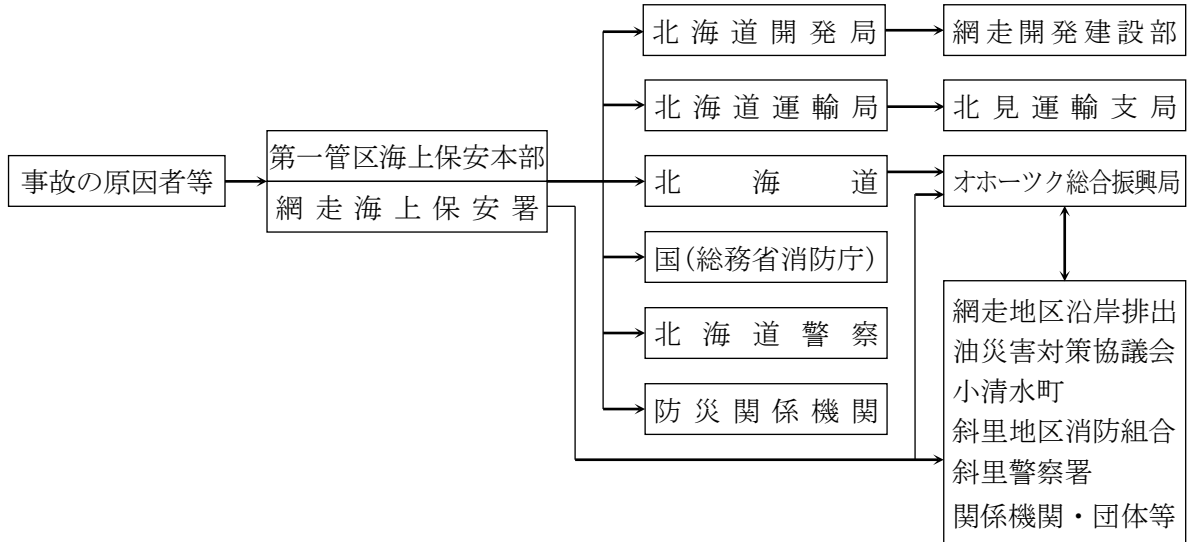 北海道開発局
網走開発建設部
北海道運輸局
北見運輸支局
事故の原因者等
第一管区海上保安本部
網走海上保安署
北海道
オホーツク総合振興局
国(総務省消防庁)
北海道警察
防災関係機関
網走地区沿岸排出
油災害対策協議会
小清水町
斜里地区消防組合
斜里警察署
関係機関・団体等